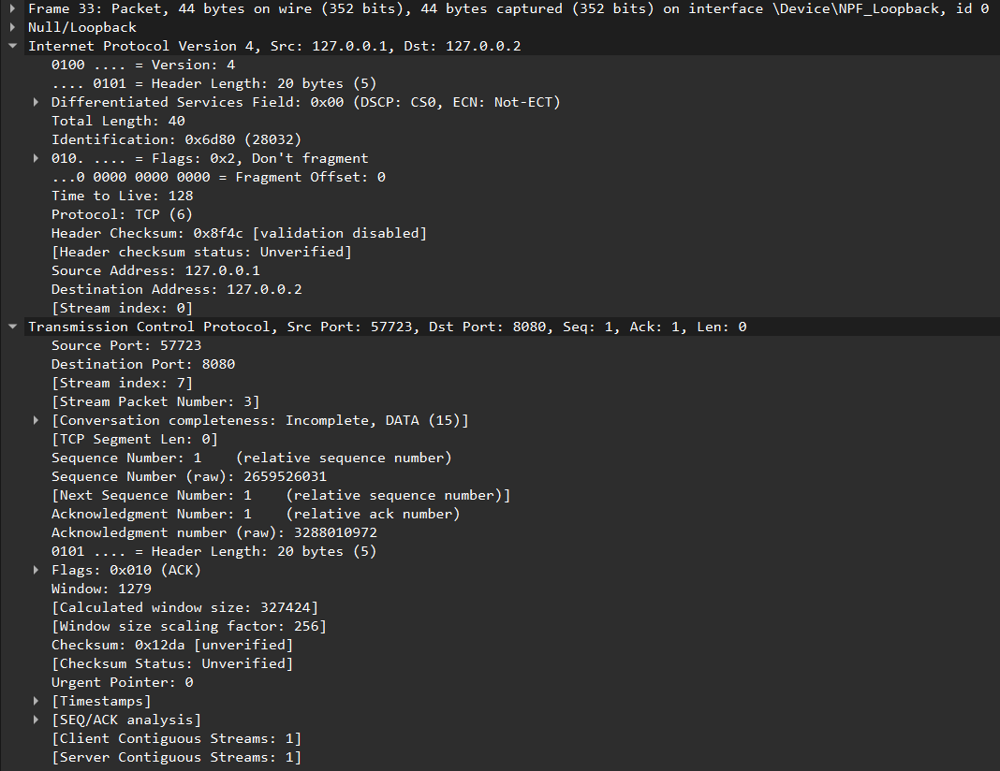 Frame 33: Packet, 44 bytes on wire (352 bits), 44 bytes captured (352 bits) on interface \Device\NPF_Loopback, id 0
Null/Loopback
Internet Protocol Version 4, Src: 127.0.0.1, Dst: 127.0.0.2
0100 .... = Version: 4
.... 0101 = Header Length: 20 bytes (5)
Differentiated Services Field: 0x00 (DSCP: CS0, ECN: Not-ECT)
Total Length: 40
Identification: 0x6d80 (28032)
010. .... = Flags: 0x2, Don't fragment
...0 0000 0000 0000 = Fragment Offset: 0
Time to Live: 128
Protocol: TCP (6)
Header Checksum: 0x8f4c [validation disabled]
[Header checksum status: Unverified]
Source Address: 127.0.0.1
Destination Address: 127.0.0.2
[Stream index: 0]
Transmission Control Protocol, Src Port: 57723, Dst Port: 8080, Seq: 1, Ack: 1, Len: 0
Source Port: 57723
Destination Port: 8080
[Stream index: 7]
[Stream Packet Number: 3]
[Conversation completeness: Incomplete, DATA (15)]
[TCP Segment Len: 0]
Sequence Number: 1    (relative sequence number)
Sequence Number (raw): 2659526031
[Next Sequence Number: 1    (relative sequence number)]
Acknowledgment Number: 1    (relative ack number)
Acknowledgment number (raw): 3288010972
0101 .... = Header Length: 20 bytes (5)
Flags: 0x010 (ACK)
Window: 1279
[Calculated window size: 327424]
[Window size scaling factor: 256]
Checksum: 0x12da [unverified]
[Checksum Status: Unverified]
Urgent Pointer: 0
[Timestamps]
[SEQ/ACK analysis]
[Client Contiguous Streams: 1]
[Server Contiguous Streams: 1]